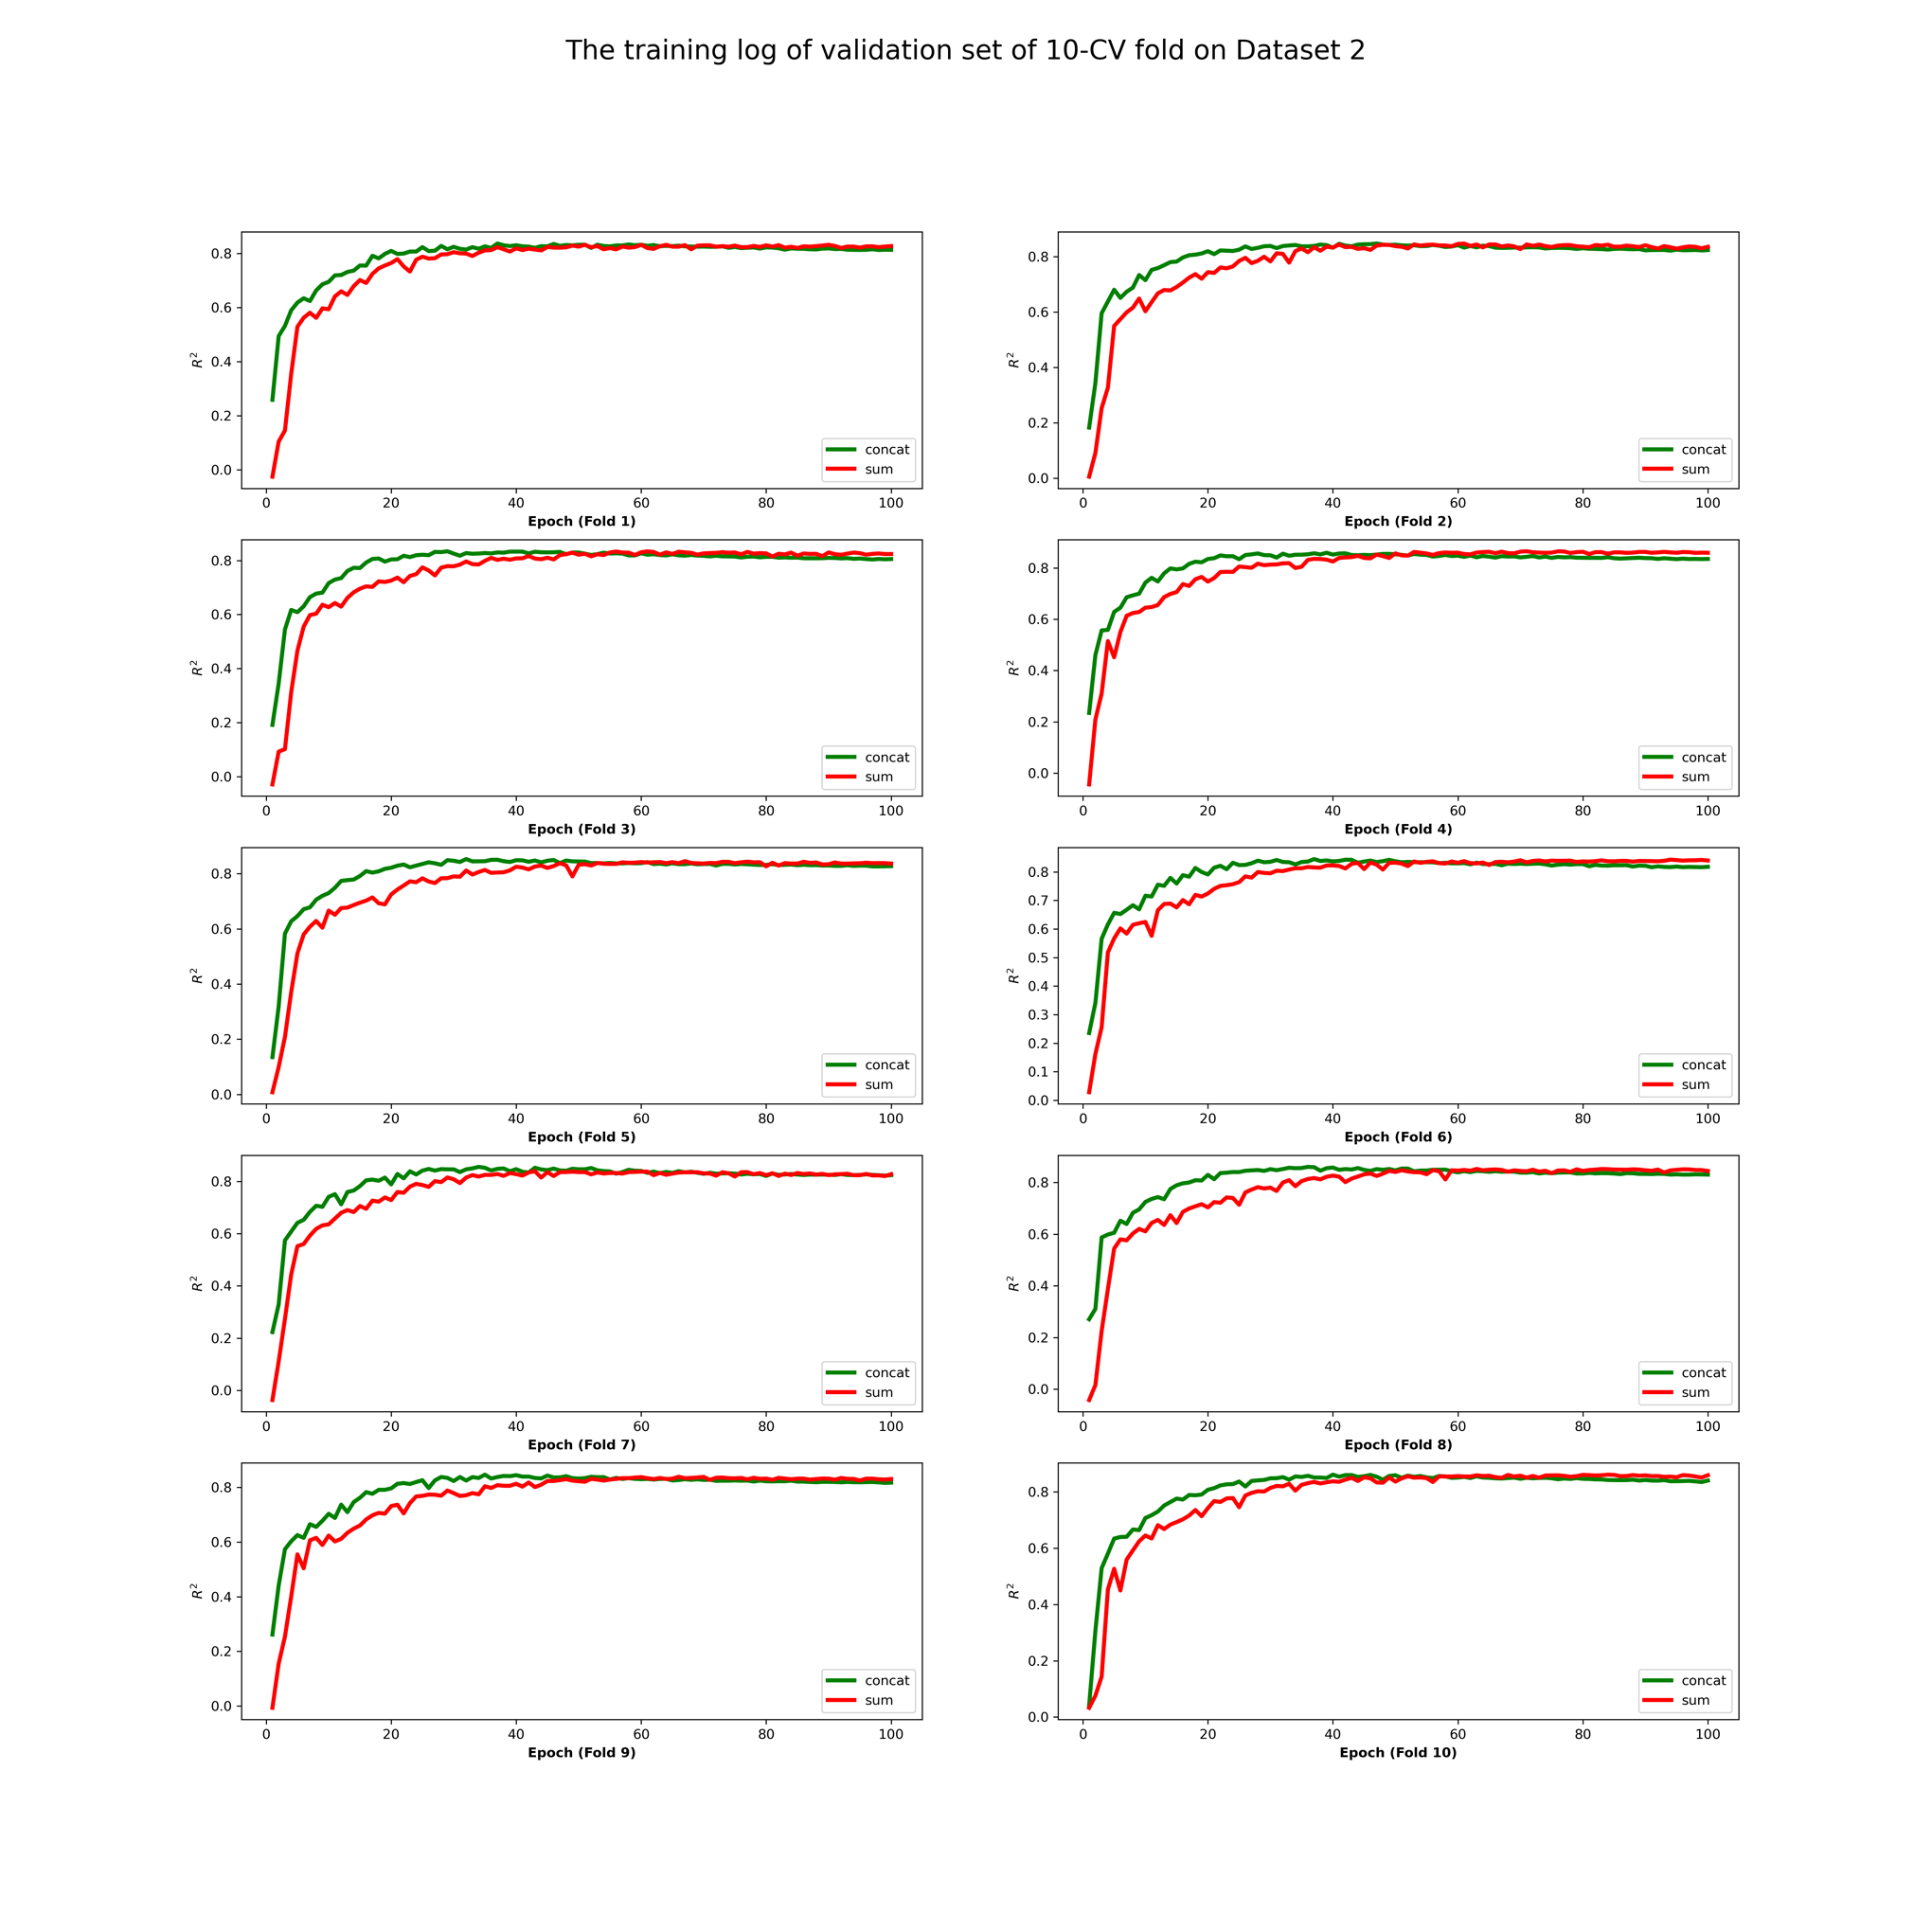 The training log of validation set of 10-CV fold on Dataset 2
0.8
0.6
0.4
0.2
0.0
R²
concat
sum
0 20 40 60 80 100
Epoch (Fold 1)
0.8
0.6
0.4
0.2
0.0
R²
concat
sum
0 20 40 60 80 100
Epoch (Fold 2)
0.8
0.6
0.4
0.2
0.0
R²
concat
sum
0 20 40 60 80 100
Epoch (Fold 3)
0.8
0.6
0.4
0.2
0.0
R²
concat
sum
0 20 40 60 80 100
Epoch (Fold 4)
0.8
0.6
0.4
0.2
0.0
R²
concat
sum
0 20 40 60 80 100
Epoch (Fold 5)
0.8
0.7
0.6
0.5
0.4
0.3
0.2
0.1
0.0
R²
concat
sum
0 20 40 60 80 100
Epoch (Fold 6)
0.8
0.6
0.4
0.2
0.0
R²
concat
sum
0 20 40 60 80 100
Epoch (Fold 7)
0.8
0.6
0.4
0.2
0.0
R²
concat
sum
0 20 40 60 80 100
Epoch (Fold 8)
0.8
0.6
0.4
0.2
0.0
R²
concat
sum
0 20 40 60 80 100
Epoch (Fold 9)
0.8
0.6
0.4
0.2
0.0
R²
concat
sum
0 20 40 60 80 100
Epoch (Fold 10)